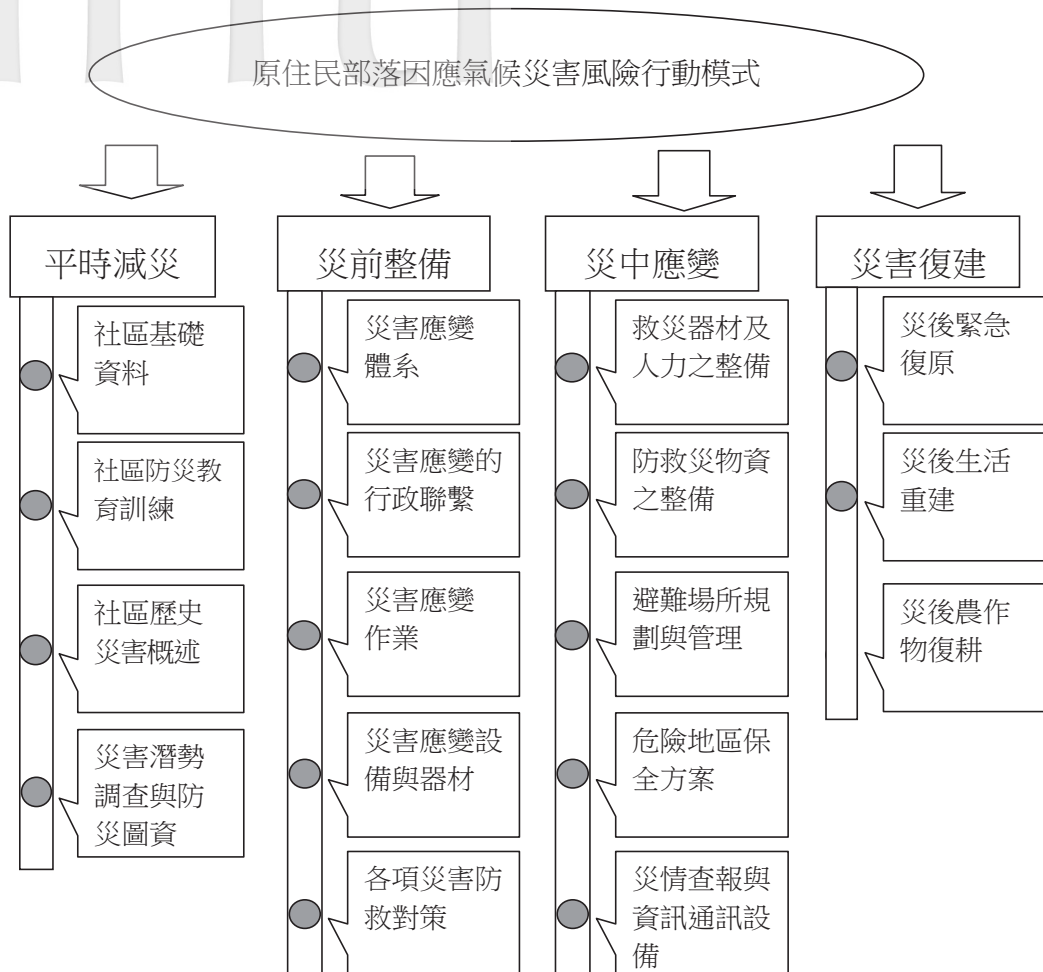 原住民部落因應氣候災害風險行動模式
平時減災
社區基礎
資料
社區防災教
育訓練
社區歷史
災害概述
災害潛勢
調查與防
災圖資
災前整備
災害應變
體系
災害應變的
行政聯繫
災害應變
作業
災害應變設
備與器材
各項災害防
救對策
災中應變
救災器材及
人力之整備
防救災物資
之整備
避難場所規
劃與管理
危險地區保
全方案
災情查報與
資訊通訊設
備
災害復建
災後緊急
復原
災後生活
重建
災後農作
物復耕